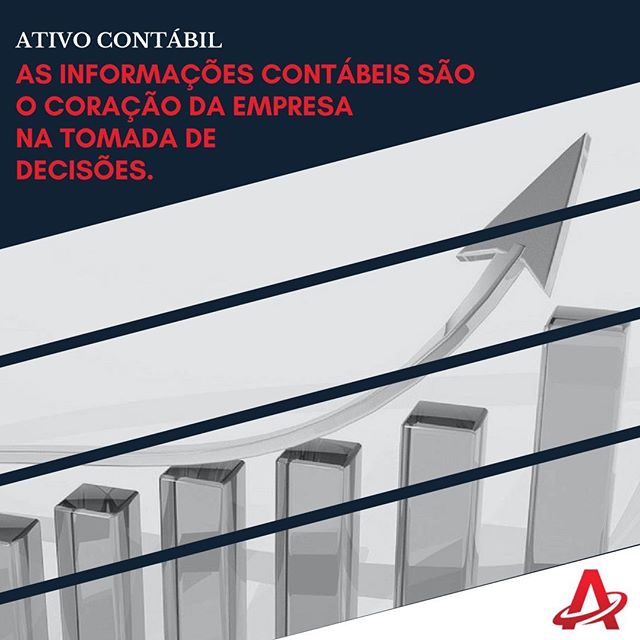 ATIVO CONTÁBIL
AS INFORMAÇÕES CONTÁBEIS SÃO
O CORAÇÃO DA EMPRESA
NA TOMADA DE
DECISÕES.